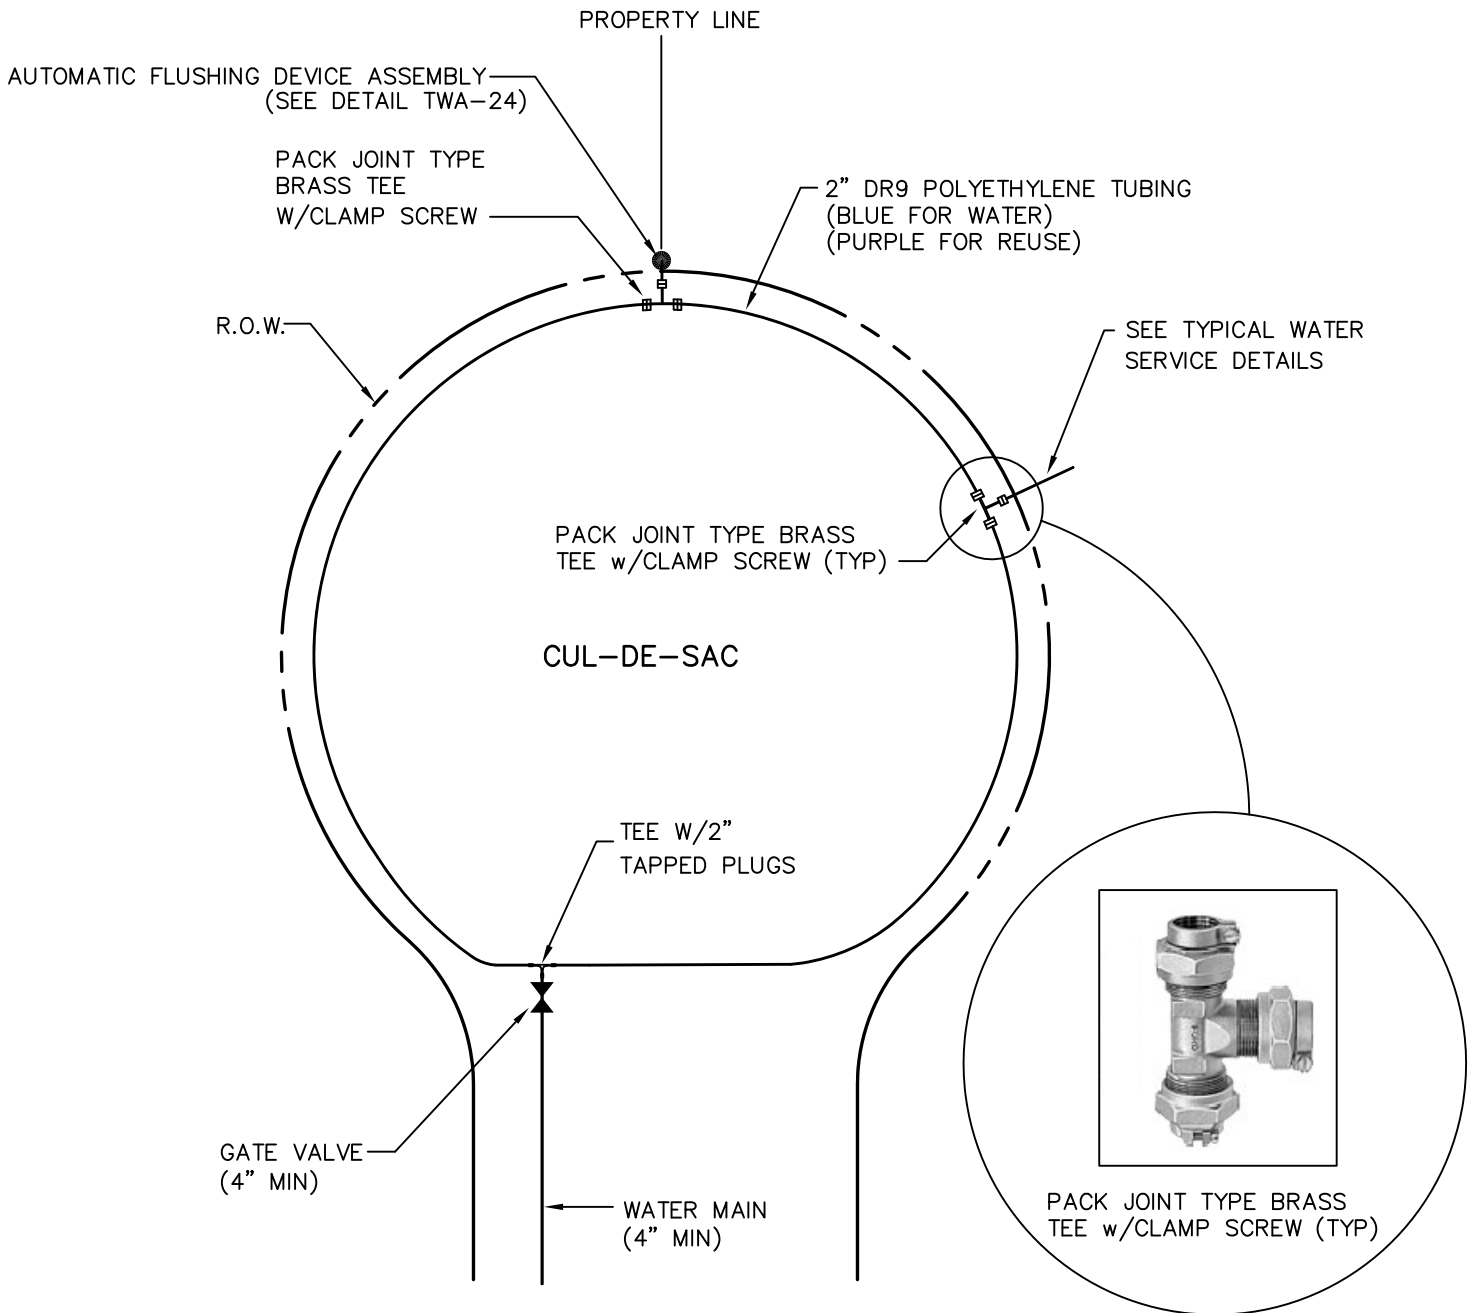 PROPERTY LINE
AUTOMATIC FLUSHING DEVICE ASSEMBLY
(SEE DETAIL TWA-24)
PACK JOINT TYPE
BRASS TEE
W/CLAMP SCREW
2" DR9 POLYETHYLENE TUBING
(BLUE FOR WATER)
(PURPLE FOR REUSE)
R.O.W.
SEE TYPICAL WATER
SERVICE DETAILS
PACK JOINT TYPE BRASS
TEE w/CLAMP SCREW (TYP)
CUL-DE-SAC
TEE W/2"
TAPPED PLUGS
GATE VALVE
(4" MIN)
WATER MAIN
(4" MIN)
FORD
PACK JOINT TYPE BRASS
TEE w/CLAMP SCREW (TYP)